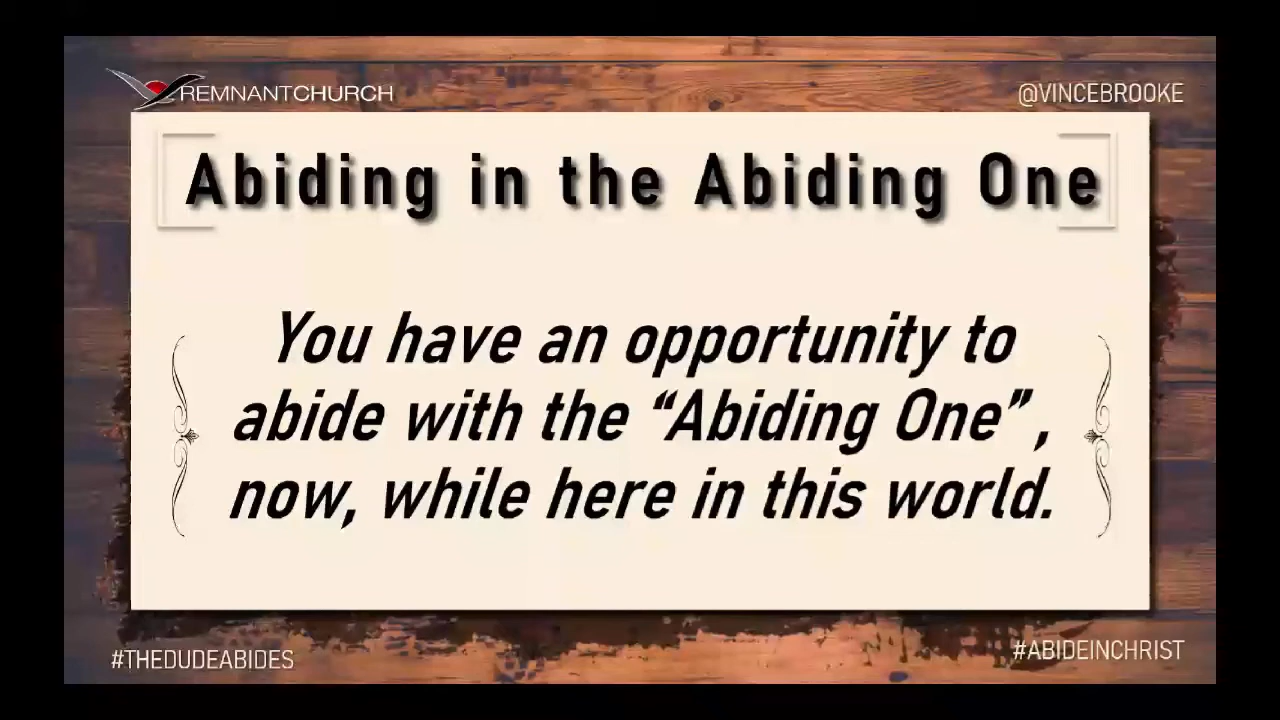 REMNANTCHURCH
@VINCEBROOKE
Abiding in the Abiding One
You have an opportunity to
abide with the “Abiding One”,
now, while here in this world.
#THEDUDEABIDES
#ABIDEINCHRIST